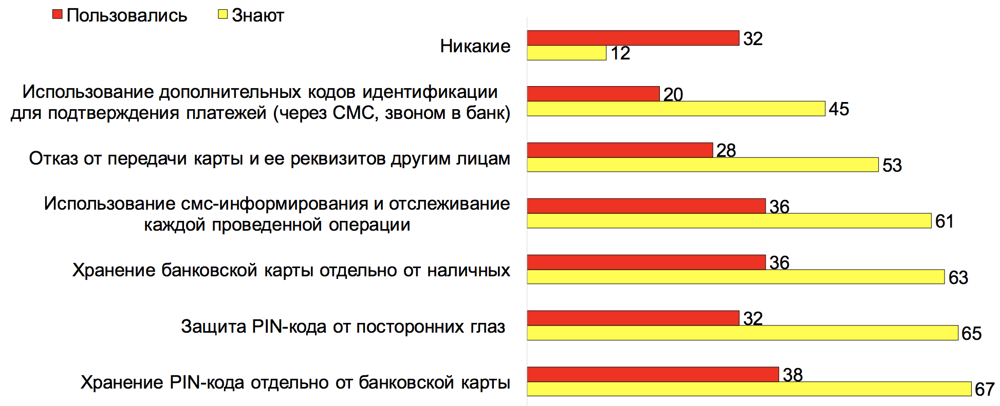 Пользовались
Знают
Никакие
32
12
Использование дополнительных кодов идентификации
для подтверждения платежей (через СМС, звоном в банк)
20
45
Отказ от передачи карты и ее реквизитов другим лицам
28
53
Использование смс-информирования и отслеживание
каждой проведенной операции
36
61
Хранение банковской карты отдельно от наличных
36
63
Защита PIN-кода от посторонних глаз
32
65
Хранение PIN-кода отдельно от банковской карты
38
67